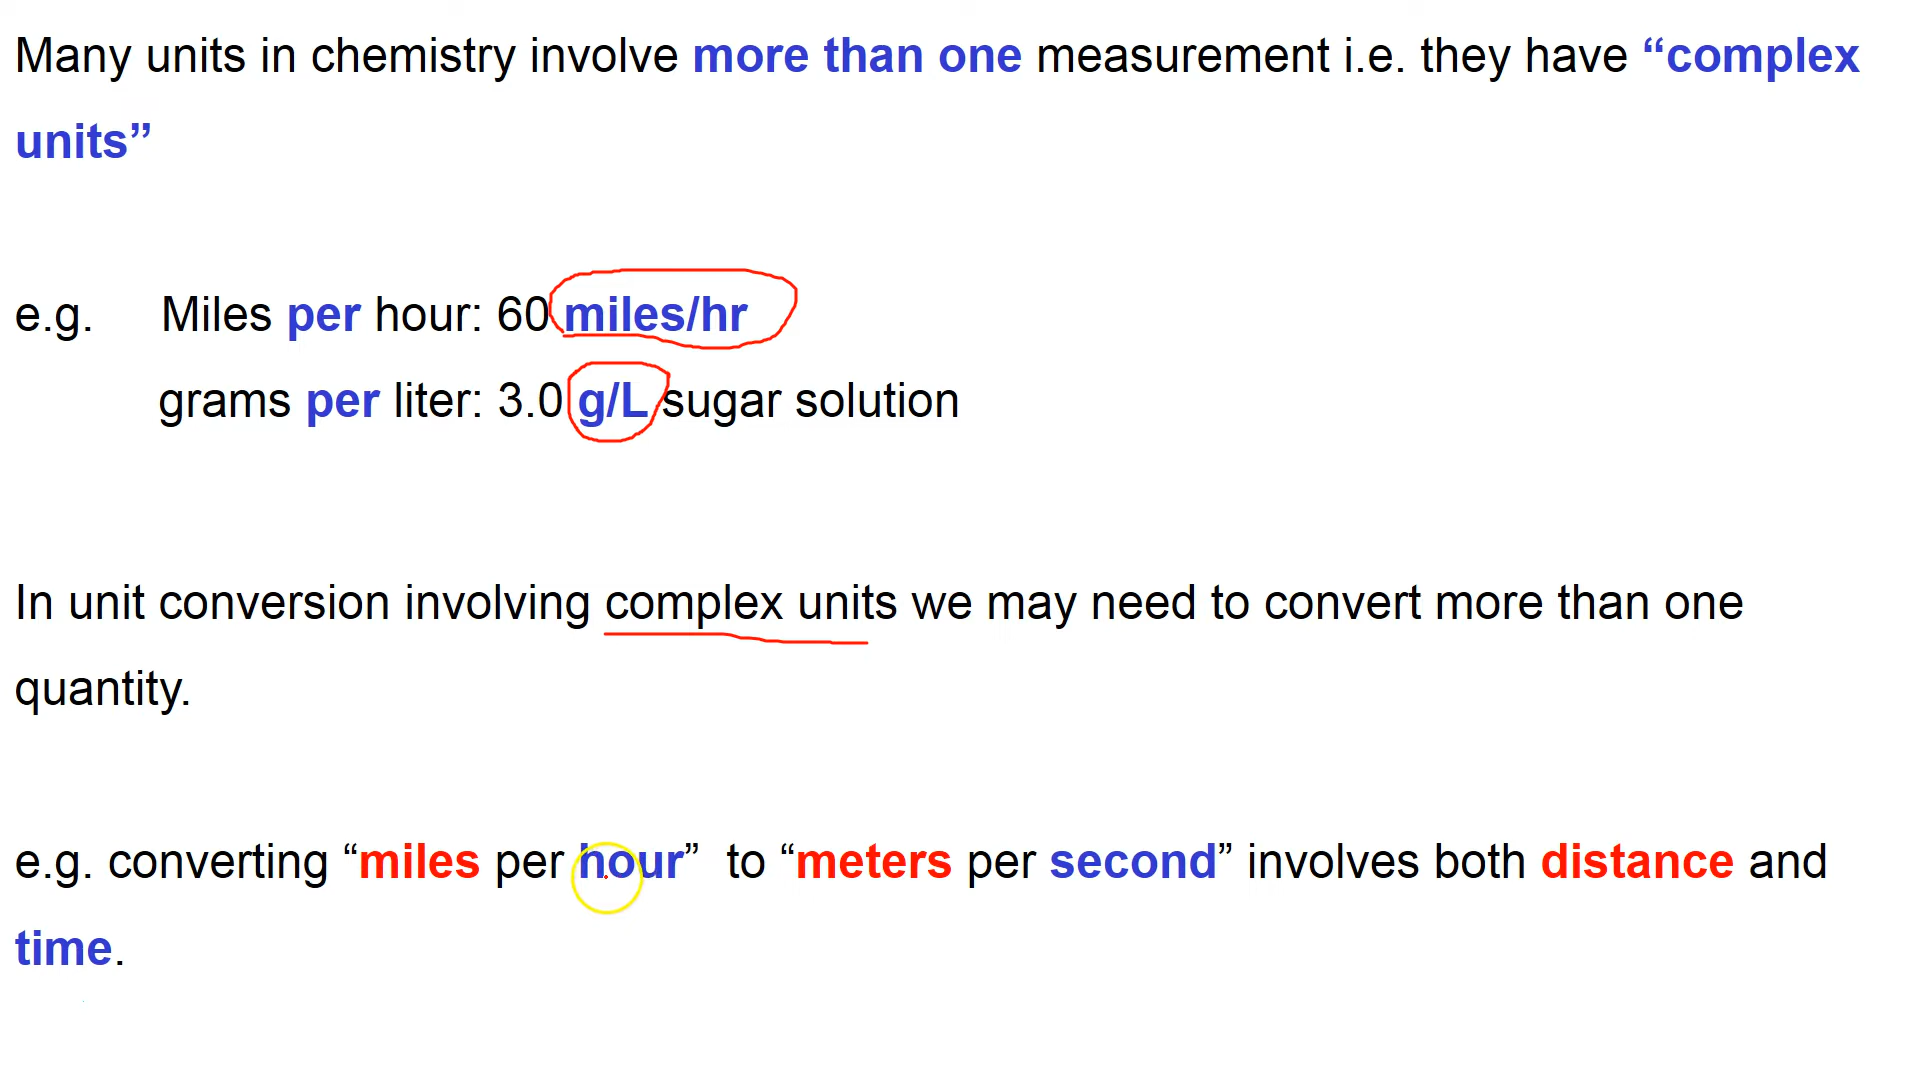 Many units in chemistry involve more than one measurement i.e. they have “complex
units”
e.g. Miles per hour: 60 miles/hr
grams per liter: 3.0 g/L sugar solution
In unit conversion involving complex units we may need to convert more than one
quantity.
e.g. converting “miles per hour” to “meters per second” involves both distance and
time.